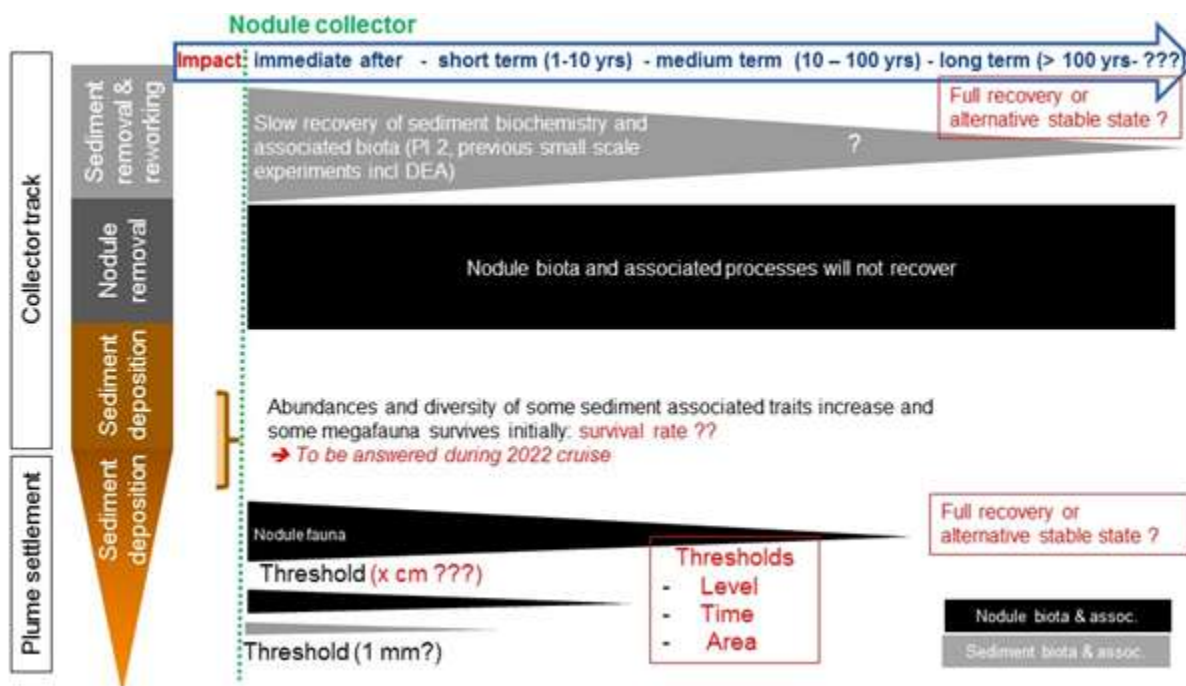 Nodule collector
Impact immediate after - short term (1-10 yrs) - medium term (10 – 100 yrs) - long term (> 100 yrs- ???)
Collector track
Plume settlement
Sediment
removal &
reworking
Nodule
removal
Sediment
deposition
Sediment
deposition
Slow recovery of sediment biochemistry and
associated biota (PI 2, previous small scale
experiments incl DEA)
?
Full recovery or
alternative stable state ?
Nodule biota and associated processes will not recover
Abundances and diversity of some sediment associated traits increase and
some megafauna survives initially: survival rate ??
➔ To be answered during 2022 cruise
Nodule fauna
Threshold (x cm ???)
Threshold (1 mm?)
Thresholds
- Level
- Time
- Area
Full recovery or
alternative stable state ?
Nodule biota & assoc.
Sediment biota & assoc.